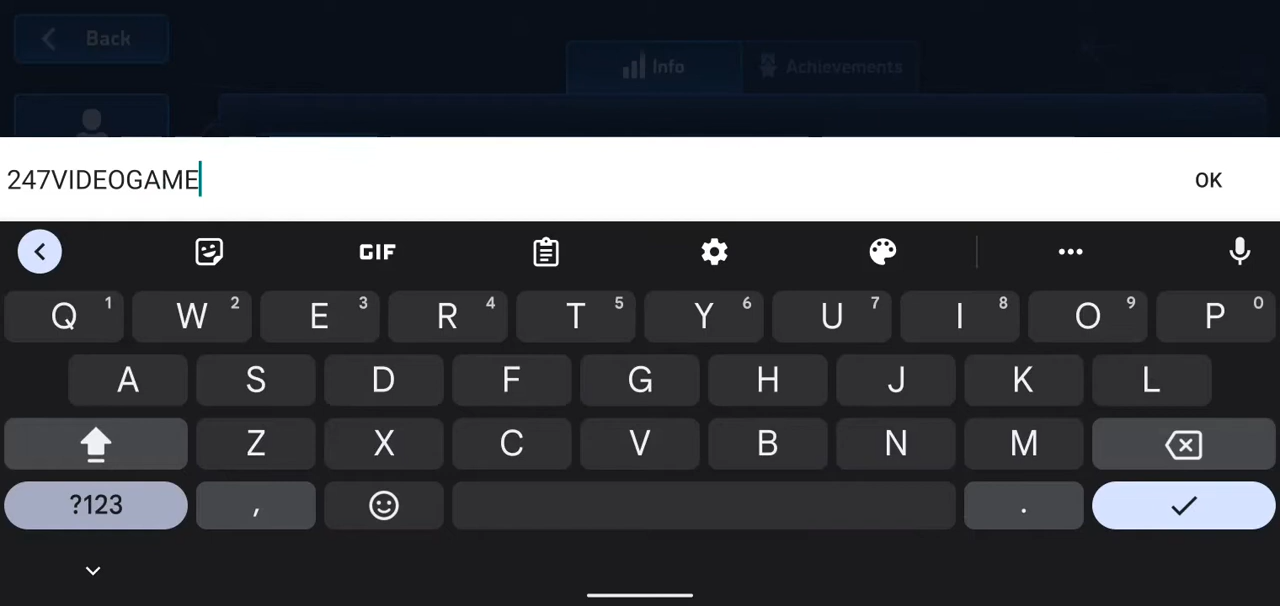 Back
Info
Achievements
247VIDEOGAME
OK
GIF
Q 1 W 2 E 3 R 4 T 5 Y 6 U 7 I 8 O 9 P 0
A S D F G H J K L
Z X C V B N M
?123 , .